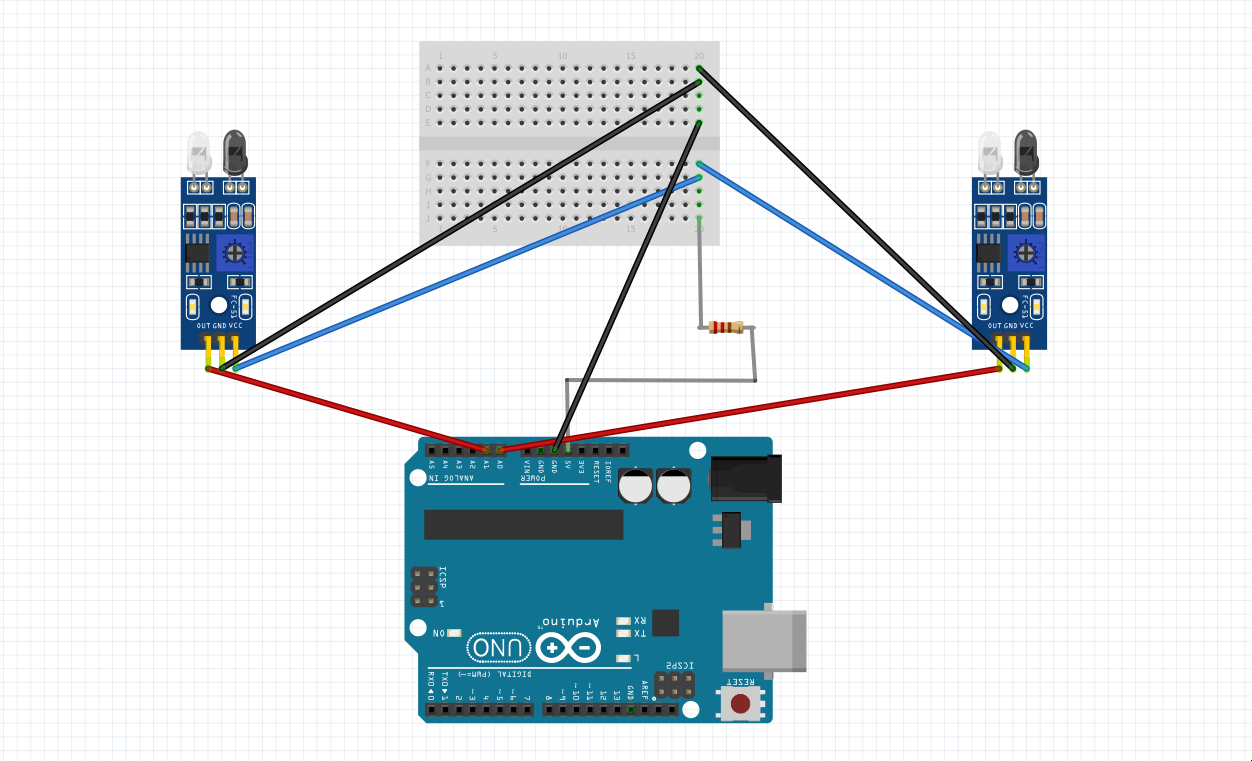 1 5 10 15 20
A
B
C
D
E
F
G
H
I
J
1 5 10 15 20
OUT GND VCC
FC-51
OUT GND VCC
FC-51
A5 A4 A3 A2 A1 A0 VIN GND GND 5V 3V3 RESET IOREF
ANALOG IN POWER
ICSP
1
ON
UNO
Arduino
TM
RX
TX
L
ICSP2
DIGITAL (PWM=~)
RESET
RX0 0 TX0 1 2 ~3 4 ~5 ~6 7 8 ~9 ~10 ~11 12 13 GND AREF